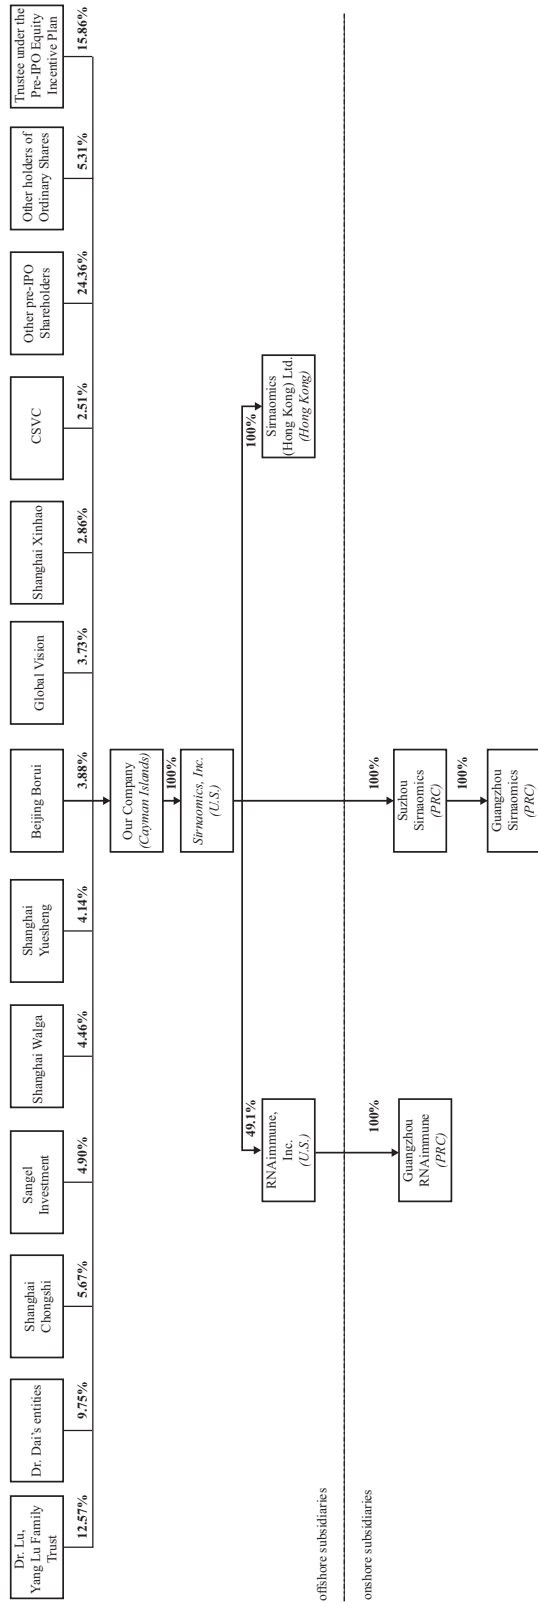 Dr. Lu,
Yang Lu Family
Trust
12.57%
Dr. Dai’s entities
9.75%
Shanghai
Chongshi
5.67%
Sangel
Investment
4.90%
Shanghai Walga
4.46%
Shanghai
Yuesheng
4.14%
Beijing Borui
3.88%
Global Vision
3.73%
Shanghai Xinhao
2.86%
CSVC
2.51%
Other pre-IPO
Shareholders
24.36%
Other holders of
Ordinary Shares
5.31%
Trustee under the
Pre-IPO Equity
Incentive Plan
15.86%
Our Company
(Cayman Islands)
100%
Sirnaomics, Inc.
(U.S.)
49.1%
RNAimmune,
Inc.
(U.S.)
100%
Sirnaomics
(Hong Kong) Ltd.
(Hong Kong)
offshore subsidiaries
onshore subsidiaries
100%
Guangzhou
RNAimmune
(PRC)
100%
Suzhou
Sirnaomics
(PRC)
100%
Guangzhou
Sirnaomics
(PRC)